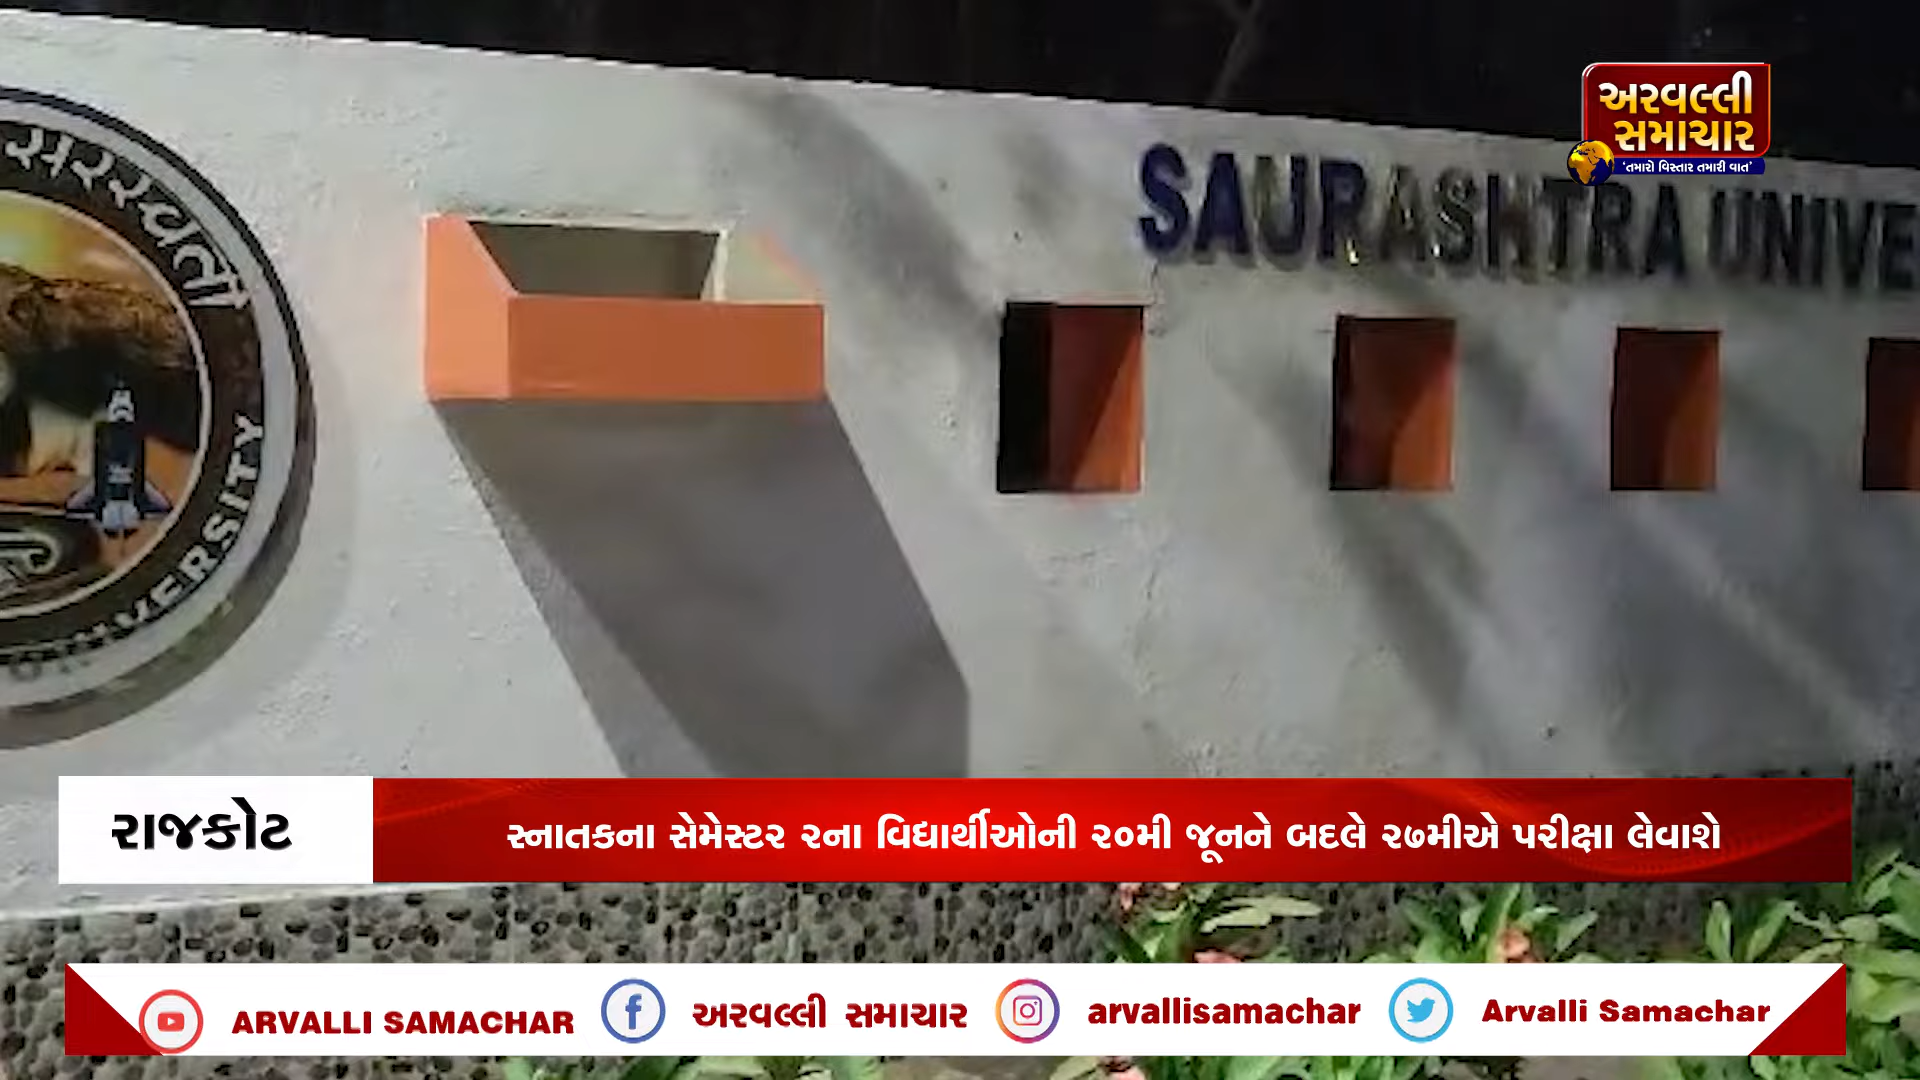 અરવલ્લી
સમાચાર
'તમારો વિસ્તાર તમારી વાત'
SAURASHTRA UNIVE
સરસ્વતી
UNIVERSITY
રાજકોટ
સ્નાતકના સેમેસ્ટર ૨ના વિદ્યાર્થીઓની ૨૦મી જૂનને બદલે ૨૭મીએ પરીક્ષા લેવાશે
ARVALLI SAMACHAR
અરવલ્લી સમાચાર
arvallisamachar
Arvalli Samachar